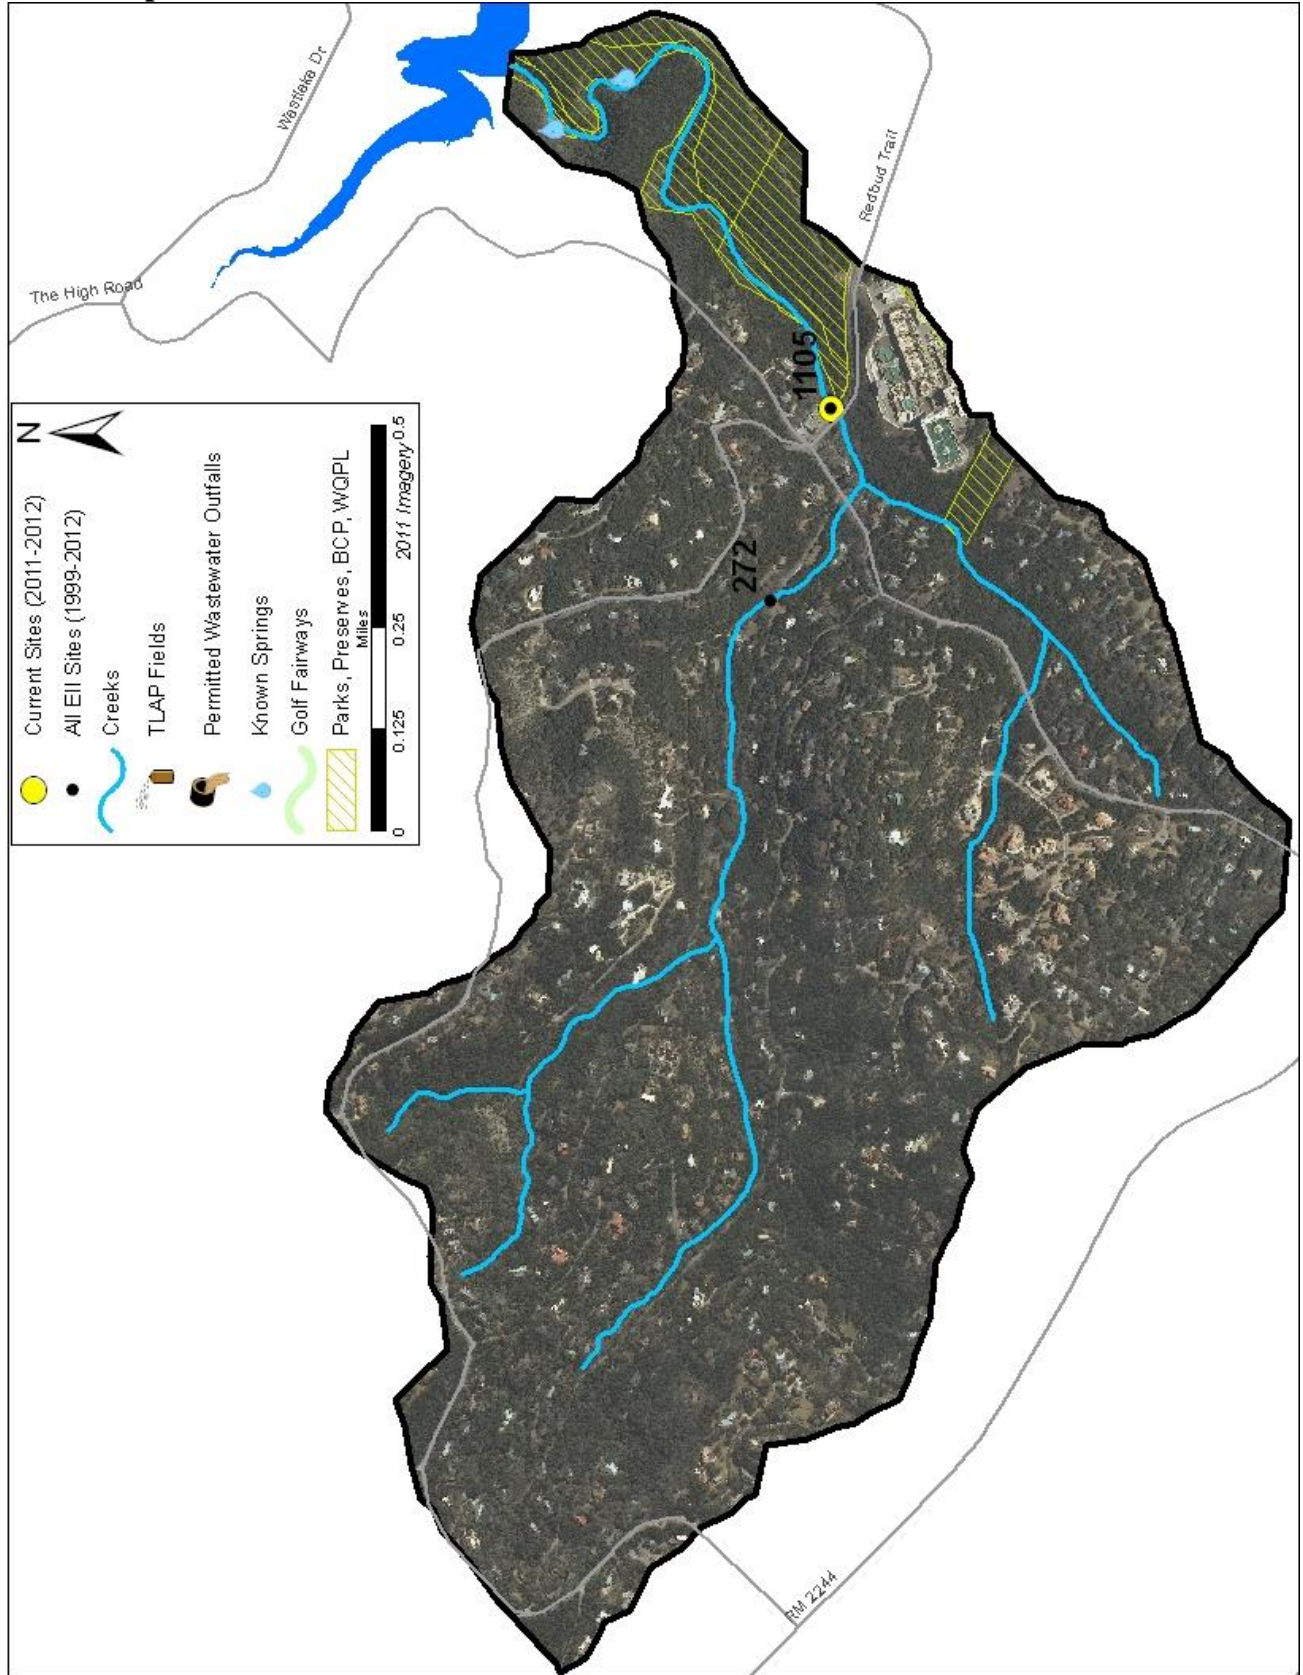 Westlake Dr
The High Road
Redbud Trail
1105
272
RM 2244
N
Current Sites (2011-2012)
All EII Sites (1999-2012)
Creeks
TLAP Fields
Permitted Wastewater Outfalls
Known Springs
Golf Fairways
Parks, Preserves, BCP, WQPL
Miles
0 0.125 0.25 0.5
2011 Imagery